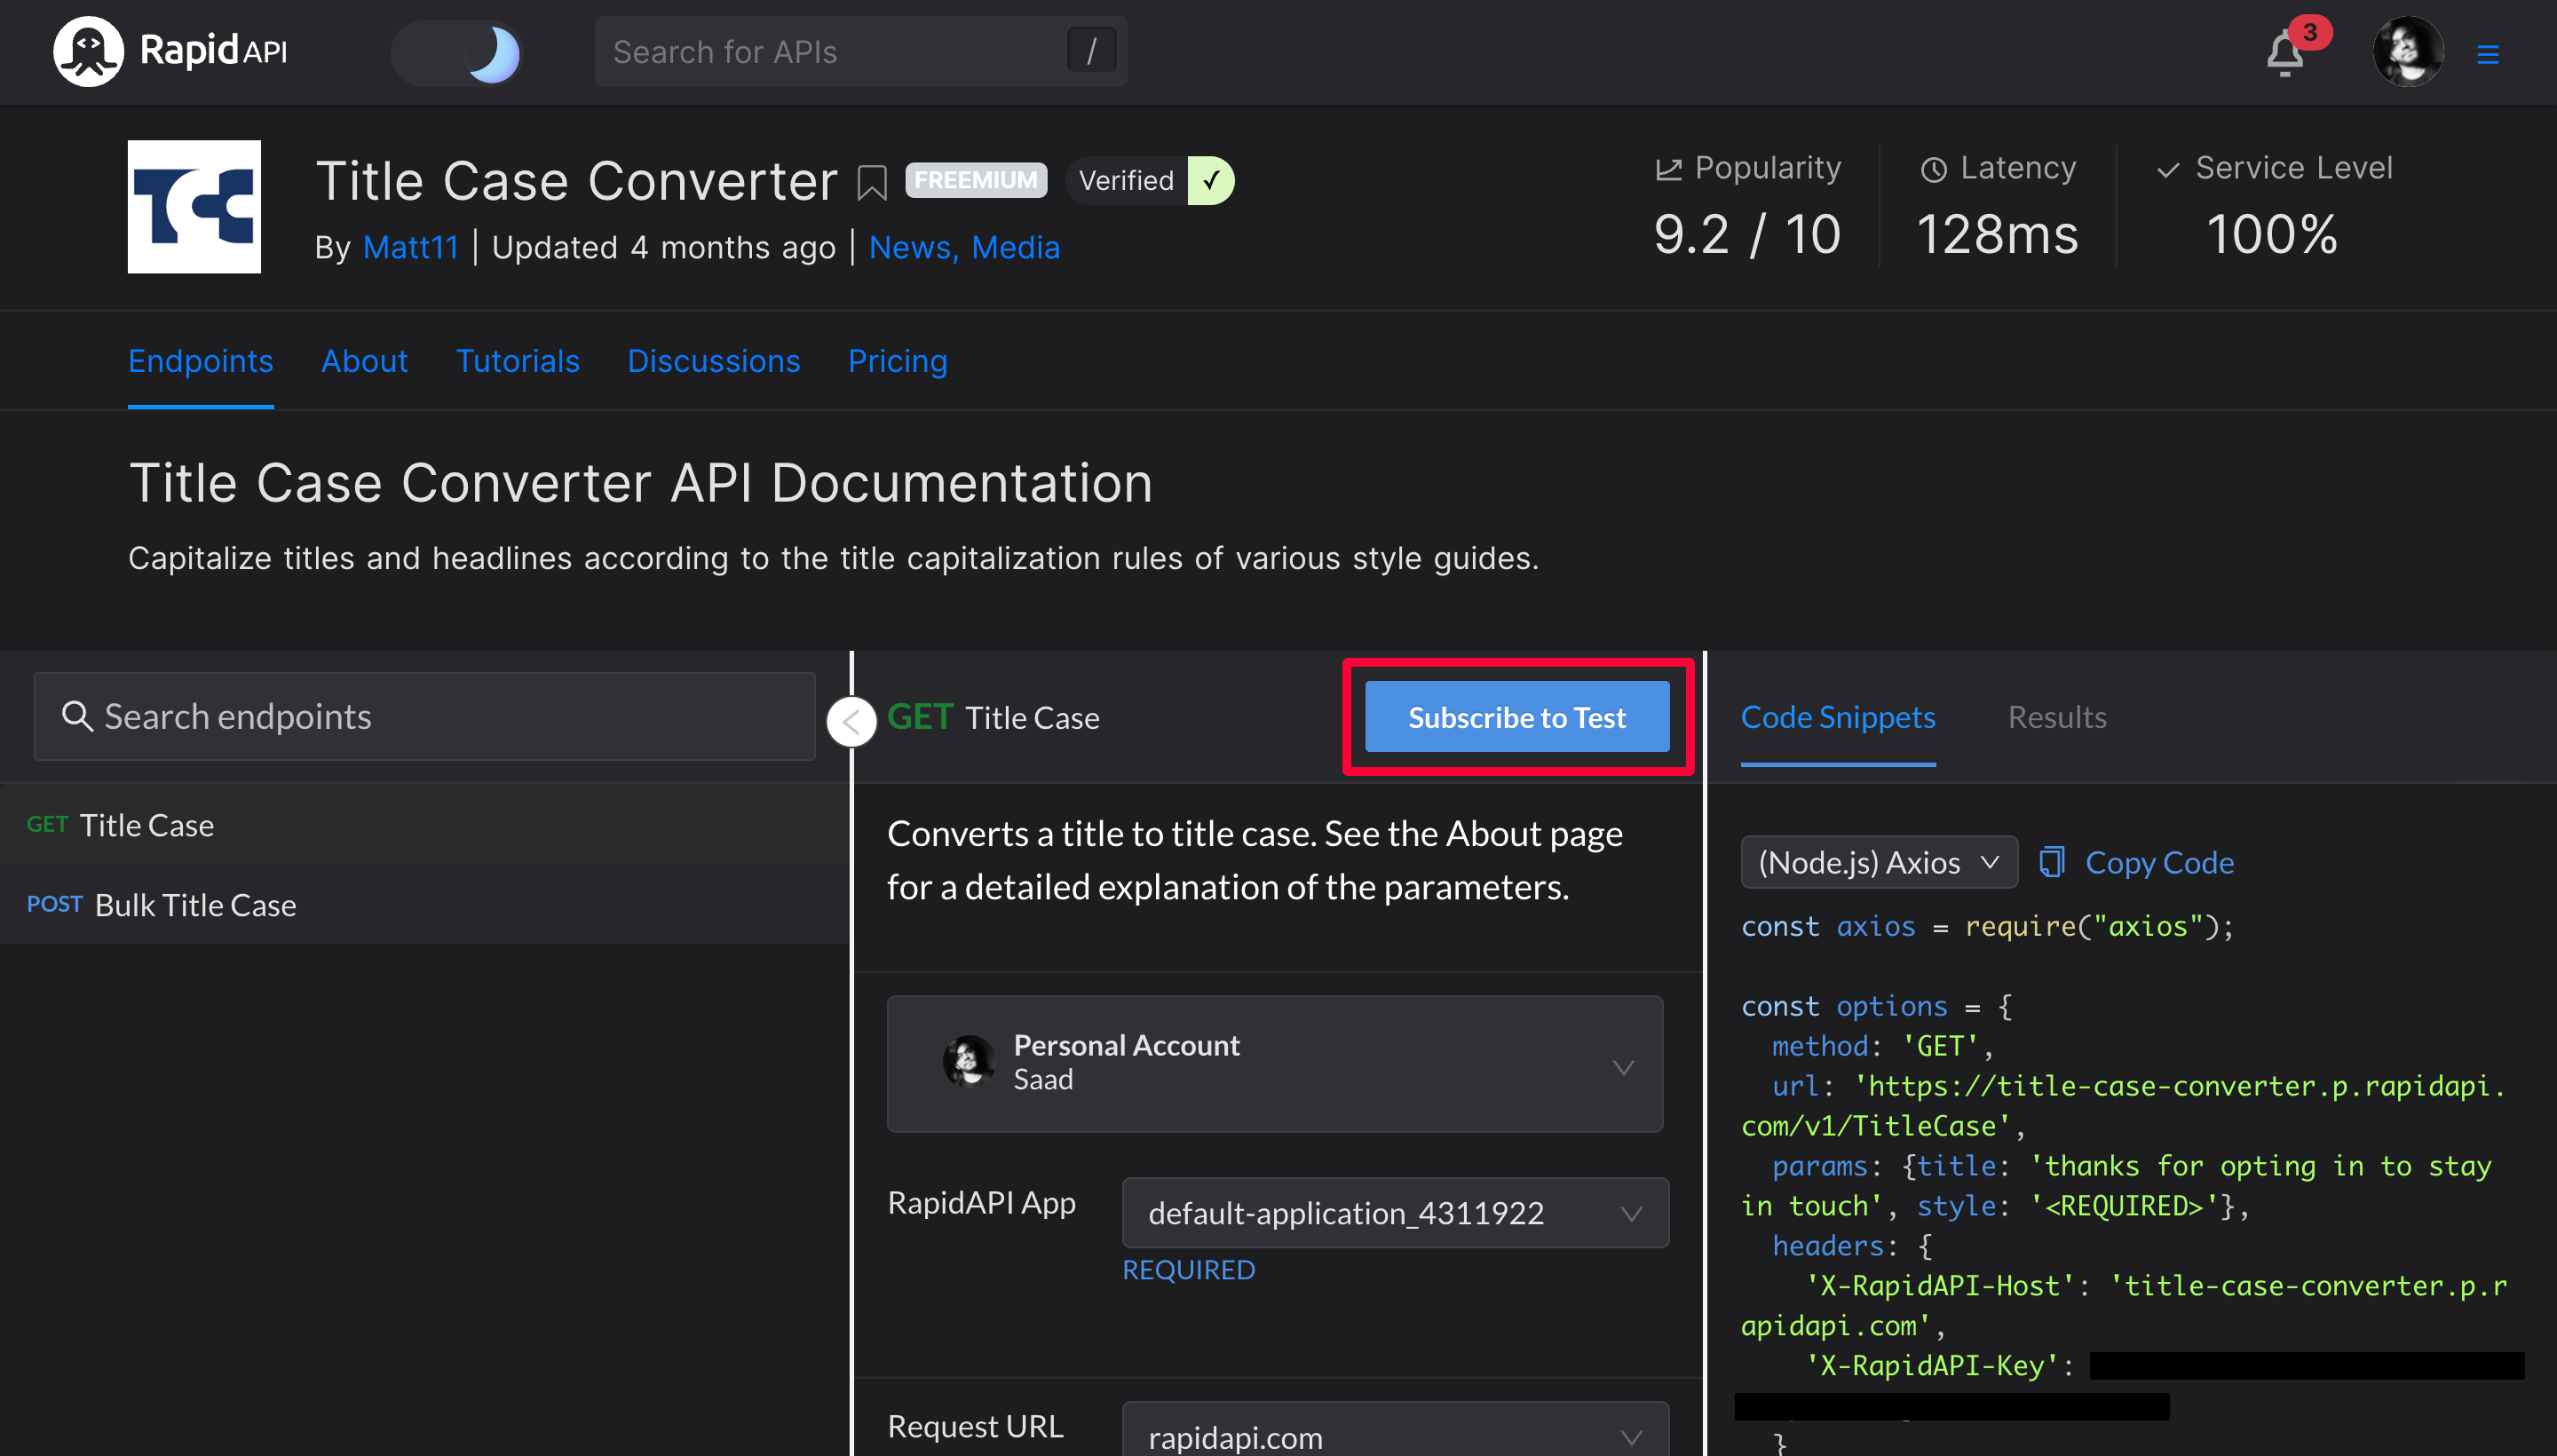 RapidAPI
Search for APIs
/
3
Title Case Converter
FREEMIUM
Verified ✓
By Matt11 | Updated 4 months ago | News, Media
Popularity
9.2 / 10
Latency
128ms
Service Level
100%
Endpoints
About
Tutorials
Discussions
Pricing
Title Case Converter API Documentation
Capitalize titles and headlines according to the title capitalization rules of various style guides.
Search endpoints
GET Title Case
POST Bulk Title Case
GET Title Case
Subscribe to Test
Converts a title to title case. See the About page
for a detailed explanation of the parameters.
Personal Account
Saad
RapidAPI App
default-application_4311922
REQUIRED
Request URL
rapidapi.com
Code Snippets
Results
(Node.js) Axios
Copy Code
const axios = require("axios");
const options = {
method: 'GET',
url: 'https://title-case-converter.p.rapidapi.
com/v1/TitleCase',
params: {title: 'thanks for opting in to stay
in touch', style: '<REQUIRED>'},
headers: {
'X-RapidAPI-Host': 'title-case-converter.p.r
apidapi.com',
'X-RapidAPI-Key':
}